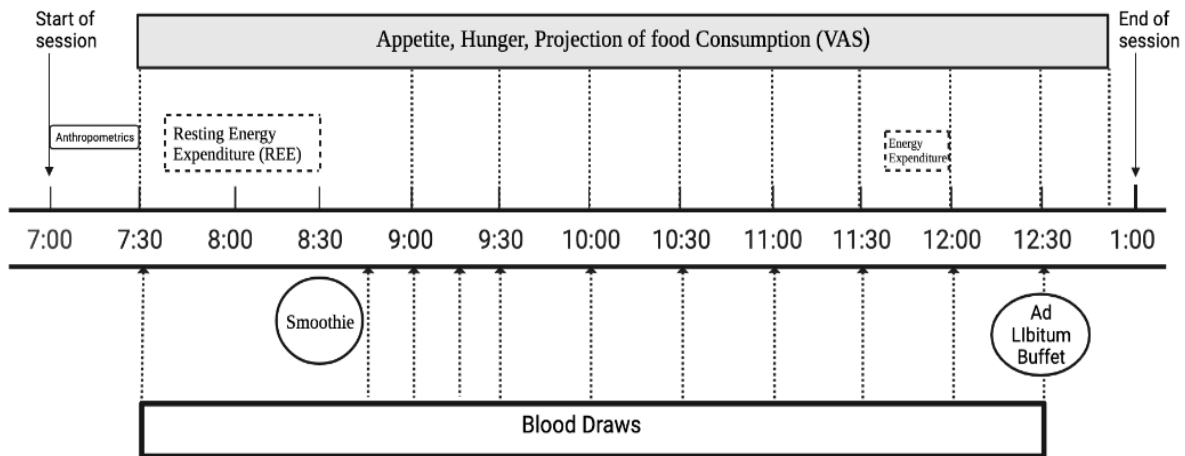 Start of
session
Appetite, Hunger, Projection of food Consumption (VAS)
End of
session
Anthropometrics
Resting Energy
Expenditure (REE)
Energy
Expenditure
7:00 7:30 8:00 8:30 9:00 9:30 10:00 10:30 11:00 11:30 12:00 12:30 1:00
Smoothie
Ad
LIbitum
Buffet
Blood Draws